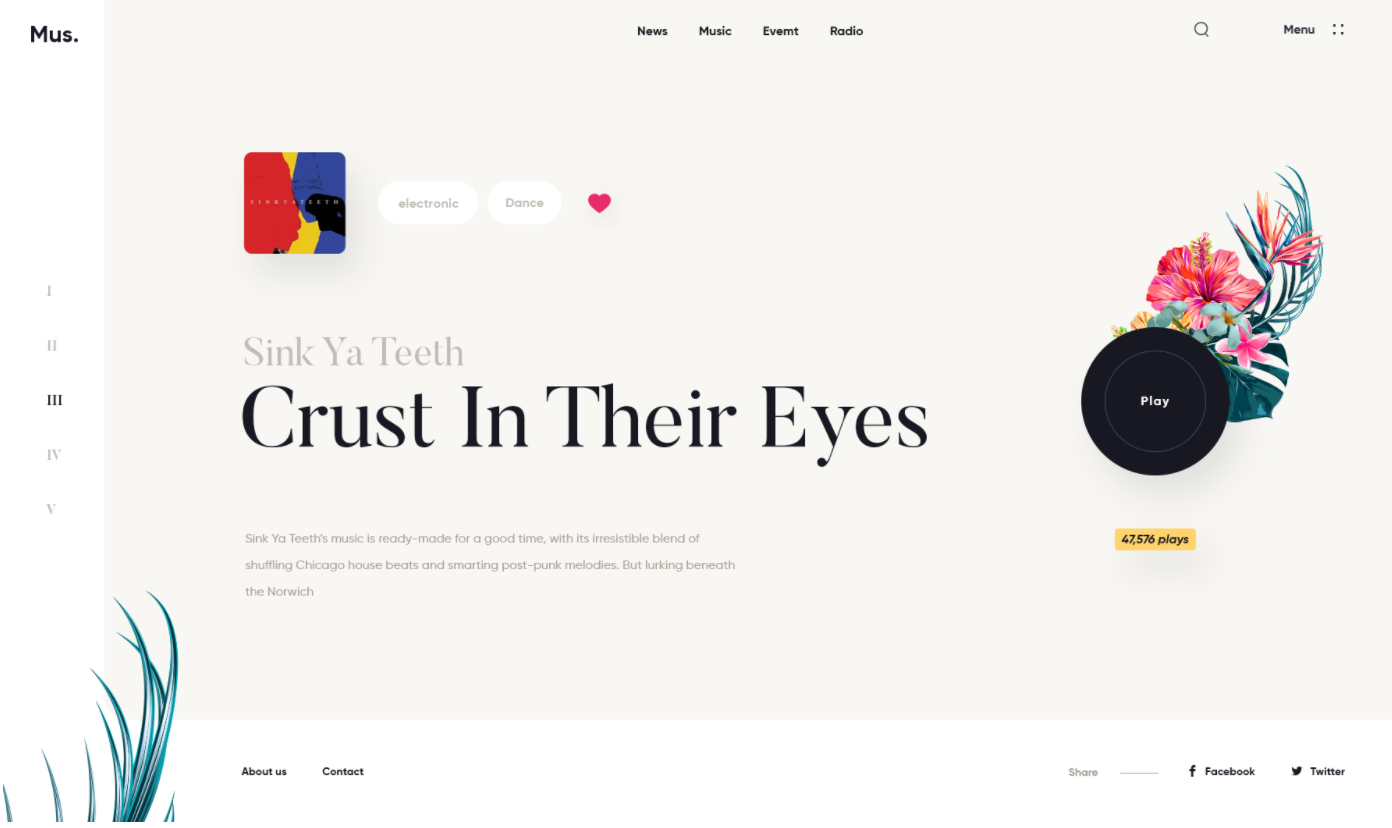 Mus.
News Music Evemt Radio
Menu
SINKYATEETH
electronic Dance
I
II
III
IV
V
Sink Ya Teeth
Crust In Their Eyes
Play
47,576 plays
Sink Ya Teeth's music is ready-made for a good time, with its irresistible blend of
shuffling Chicago house beats and smarting post-punk melodies. But lurking beneath
the Norwich
About us Contact
Share Facebook Twitter